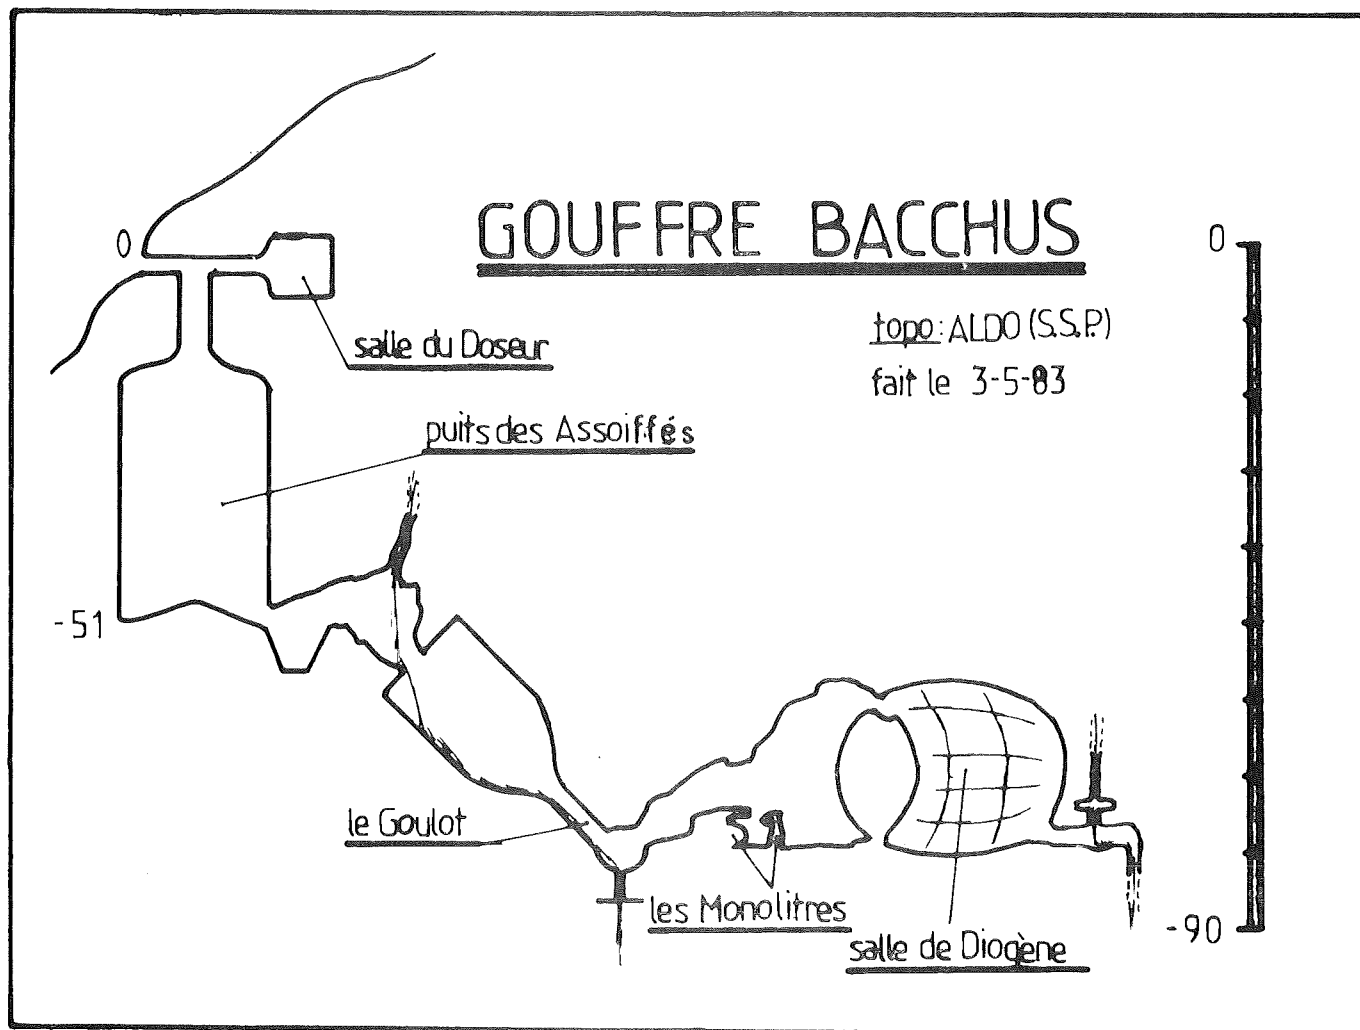 GOUFFRE BACCHUS
0
0
topo: ALDO (S.S.P.)
fait le 3-5-83
salle du Doseur
puits des Assoiffés
-51
le Goulot
les Monolitres
-90
salle de Diogène